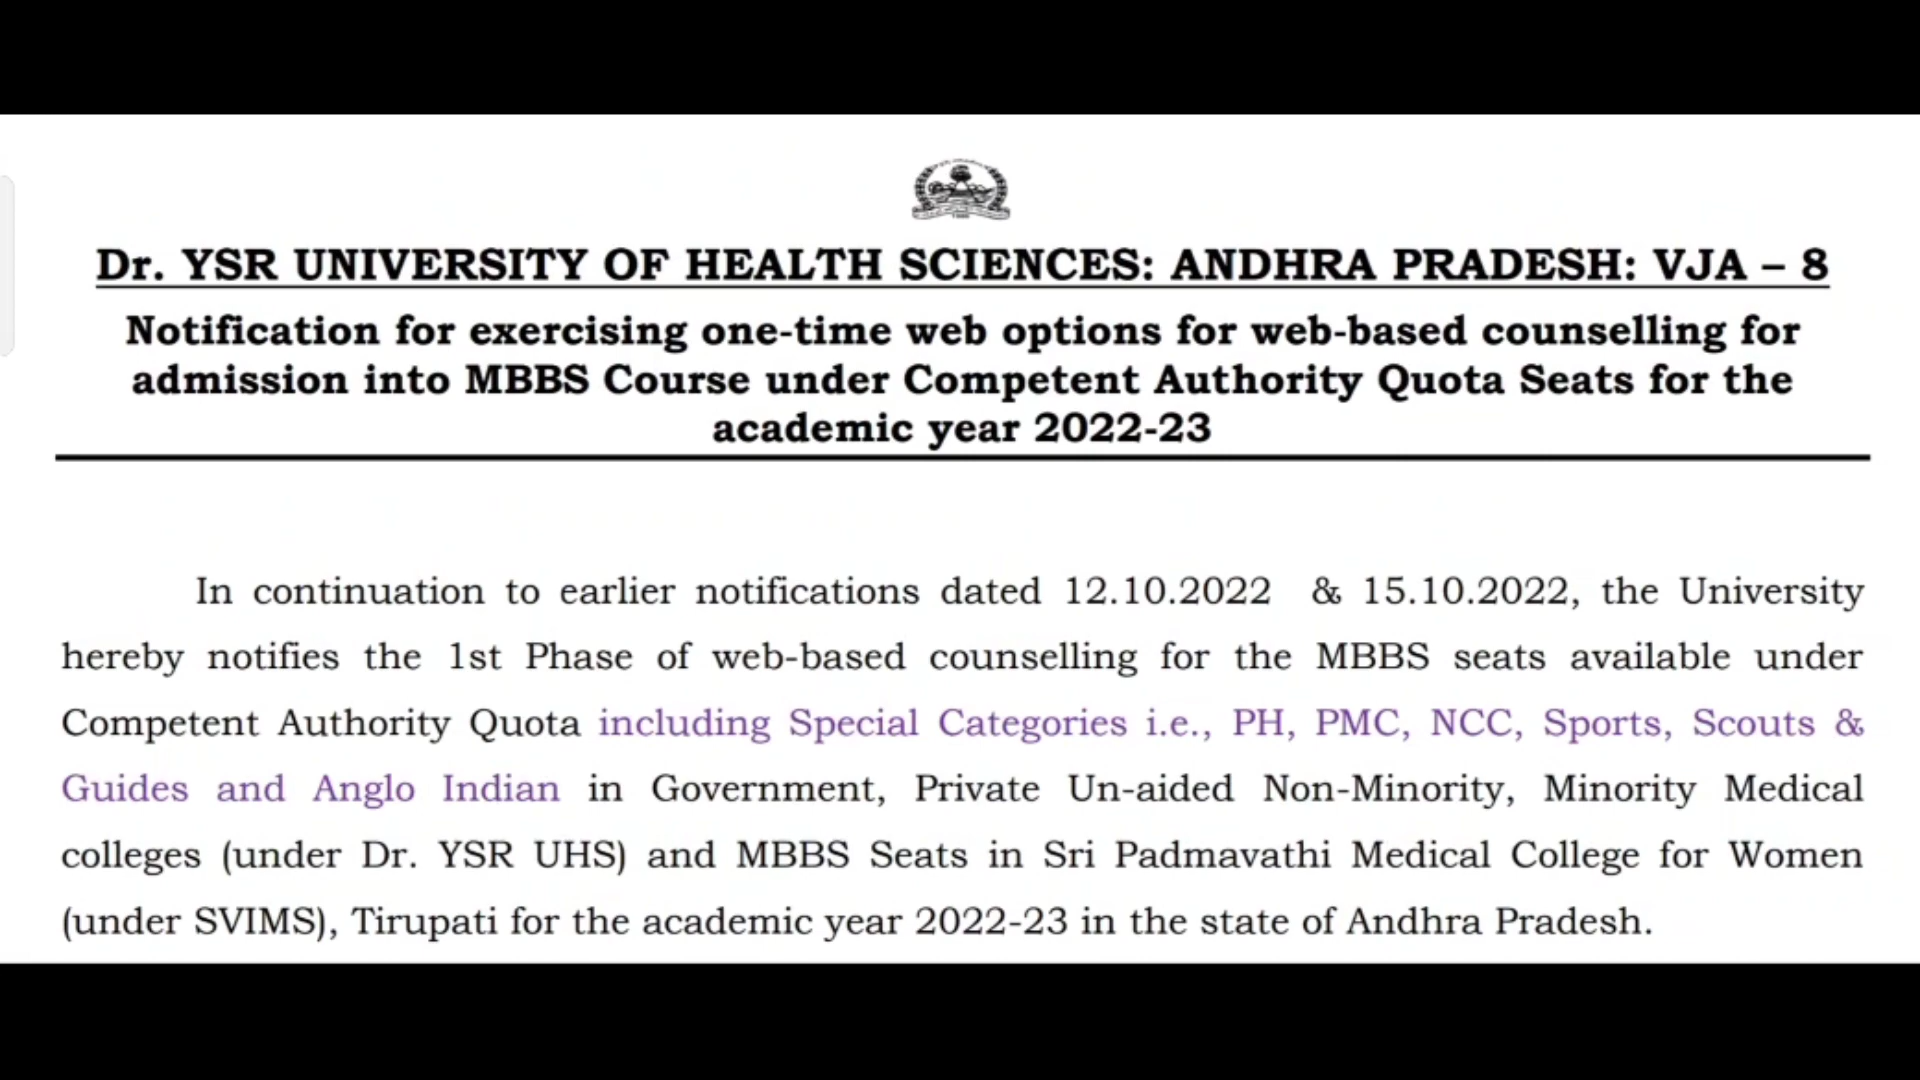 Dr. YSR UNIVERSITY OF HEALTH SCIENCES: ANDHRA PRADESH: VJA – 8
Notification for exercising one-time web options for web-based counselling for
admission into MBBS Course under Competent Authority Quota Seats for the
academic year 2022-23
In continuation to earlier notifications dated 12.10.2022 & 15.10.2022, the University
hereby notifies the 1st Phase of web-based counselling for the MBBS seats available under
Competent Authority Quota including Special Categories i.e., PH, PMC, NCC, Sports, Scouts &
Guides and Anglo Indian in Government, Private Un-aided Non-Minority, Minority Medical
colleges (under Dr. YSR UHS) and MBBS Seats in Sri Padmavathi Medical College for Women
(under SVIMS), Tirupati for the academic year 2022-23 in the state of Andhra Pradesh.